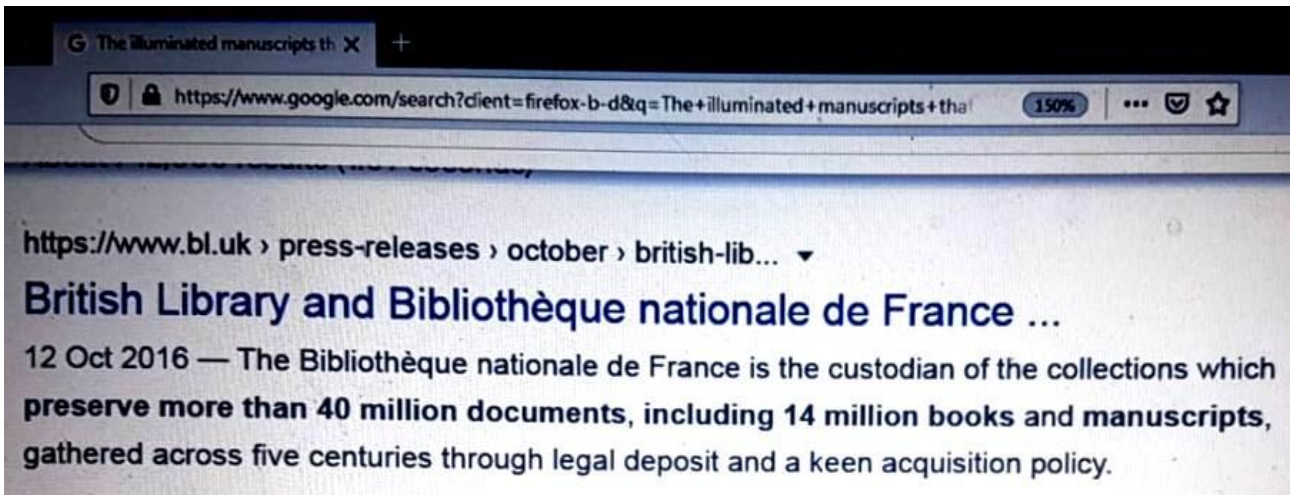 G The illuminated manuscripts th X +
https://www.google.com/search?client=firefox-b-d&q=The+illuminated+manuscripts+tha 150%
https://www.bl.uk › press-releases › october › british-lib...
British Library and Bibliothèque nationale de France ...
12 Oct 2016 — The Bibliothèque nationale de France is the custodian of the collections which
preserve more than 40 million documents, including 14 million books and manuscripts,
gathered across five centuries through legal deposit and a keen acquisition policy.